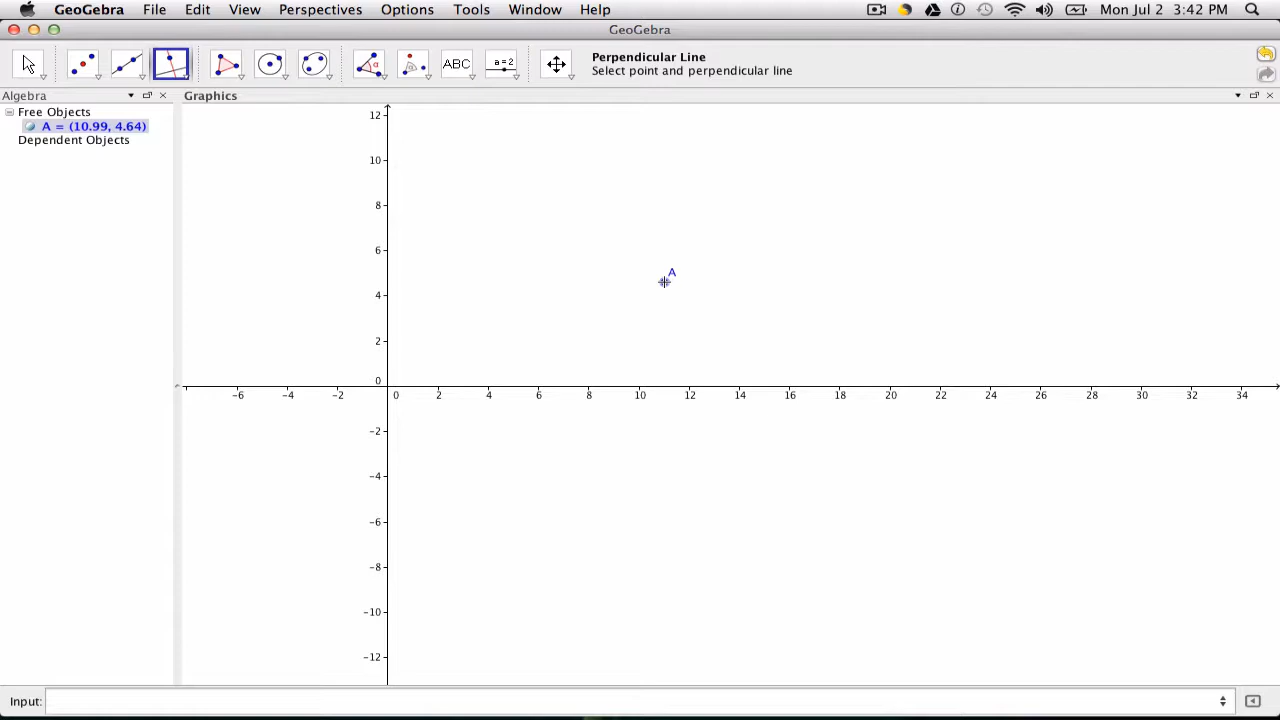 GeoGebra File Edit View Perspectives Options Tools Window Help Mon Jul 2 3:42 PM
GeoGebra
ABC a=2 Perpendicular Line
Select point and perpendicular line
Algebra Graphics
Free Objects
A = (10.99, 4.64)
Dependent Objects
12
10
8
6
A
4
2
0
-6 -4 -2 0 2 4 6 8 10 12 14 16 18 20 22 24 26 28 30 32 34
-2
-4
-6
-8
-10
-12
Input: